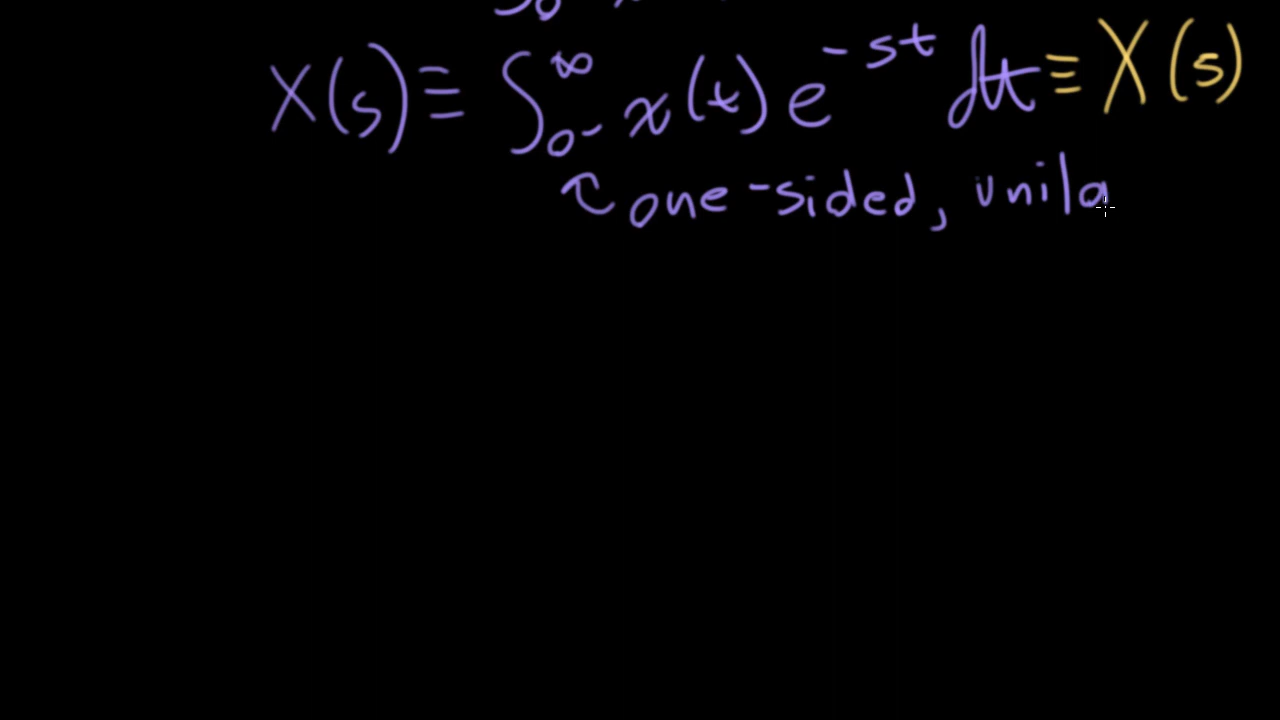 X(s) ≡ ∫₀-^∞ x(t) e^{-st} dt ≡ X(s)
one-sided, unila